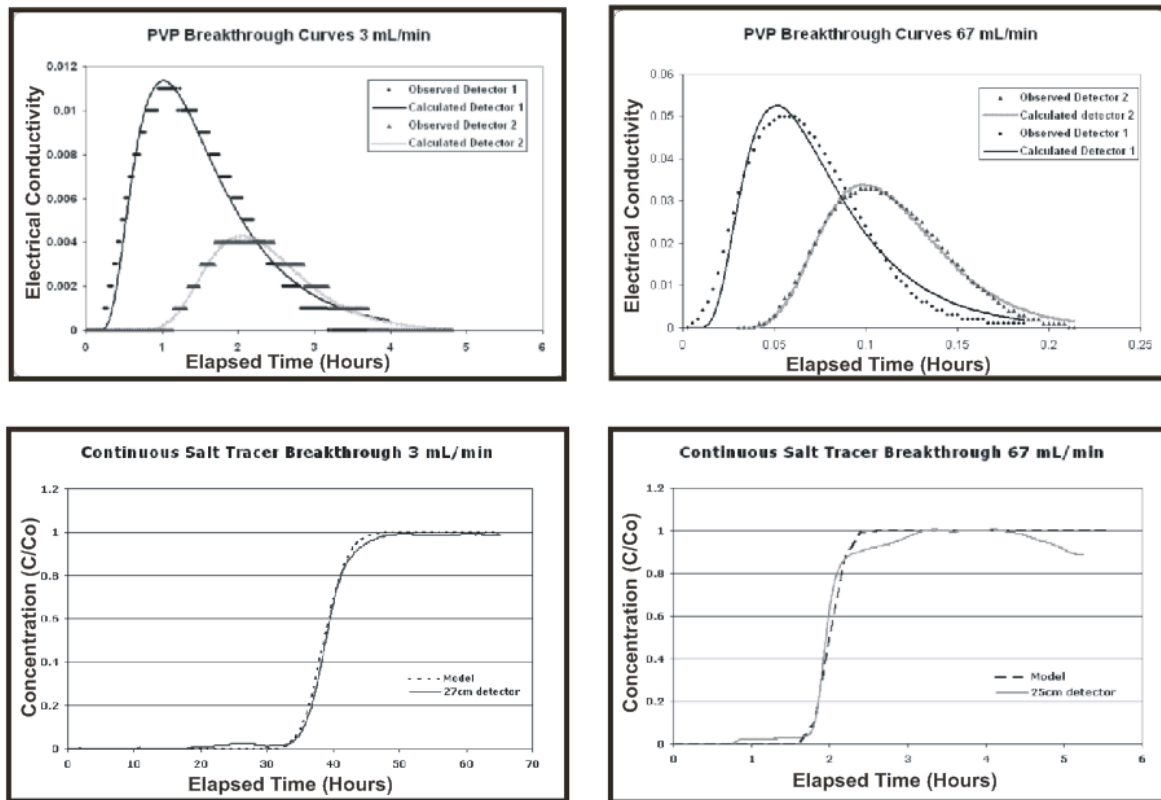 PVP Breakthrough Curves 3 mL/min
Electrical Conductivity
0.012
0.01
0.008
0.006
0.004
0.002
0
Observed Detector 1
Calculated Detector 1
Observed Detector 2
Calculated Detector 2
0 1 2 3 4 5 6
Elapsed Time (Hours)
PVP Breakthrough Curves 67 mL/min
Electrical Conductivity
0.06
0.05
0.04
0.03
0.02
0.01
0
Observed Detector 2
Calculated detector 2
Observed Detector 1
Calculated Detector 1
0 0.05 0.1 0.15 0.2 0.25
Elapsed Time (Hours)
Continuous Salt Tracer Breakthrough 3 mL/min
Concentration (C/Co)
1.2
1
0.8
0.6
0.4
0.2
0
Model
27cm detector
0 10 20 30 40 50 60 70
Elapsed Time (Hours)
Continuous Salt Tracer Breakthrough 67 mL/min
Concentration (C/Co)
1.2
1
0.8
0.6
0.4
0.2
0
Model
25cm detector
0 1 2 3 4 5 6
Elapsed Time (Hours)